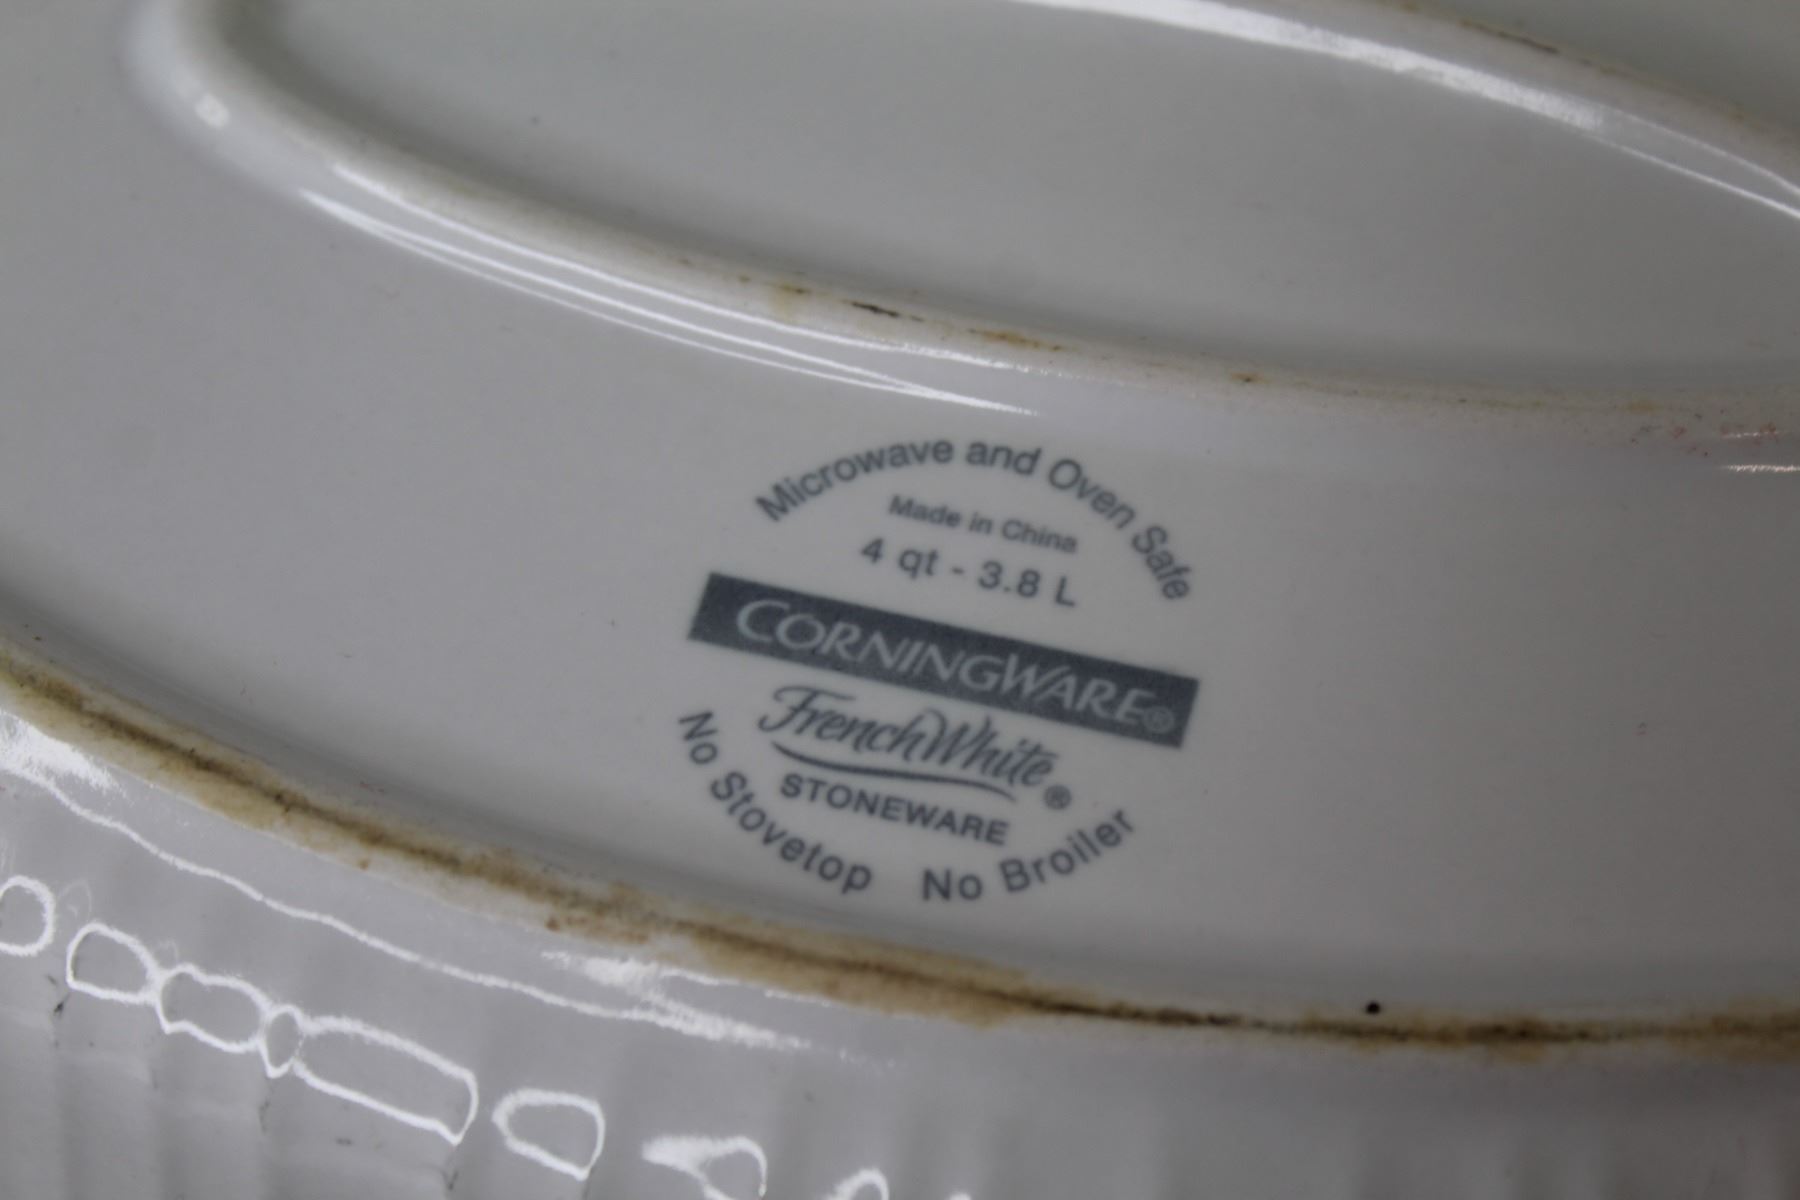 Microwave and Oven Safe
Made in China
4 qt - 3.8 L
CORNINGWARE®
French White®
STONEWARE
No Stovetop No Broiler